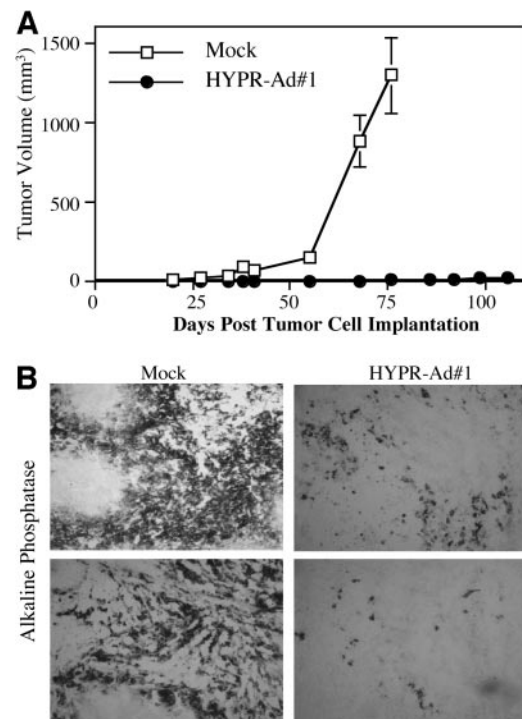 A
Tumor Volume (mm³)
1500
1000
500
0
Mock
HYPR-Ad#1
0
25
50
75
100
Days Post Tumor Cell Implantation
B
Mock
HYPR-Ad#1
Alkaline Phosphatase